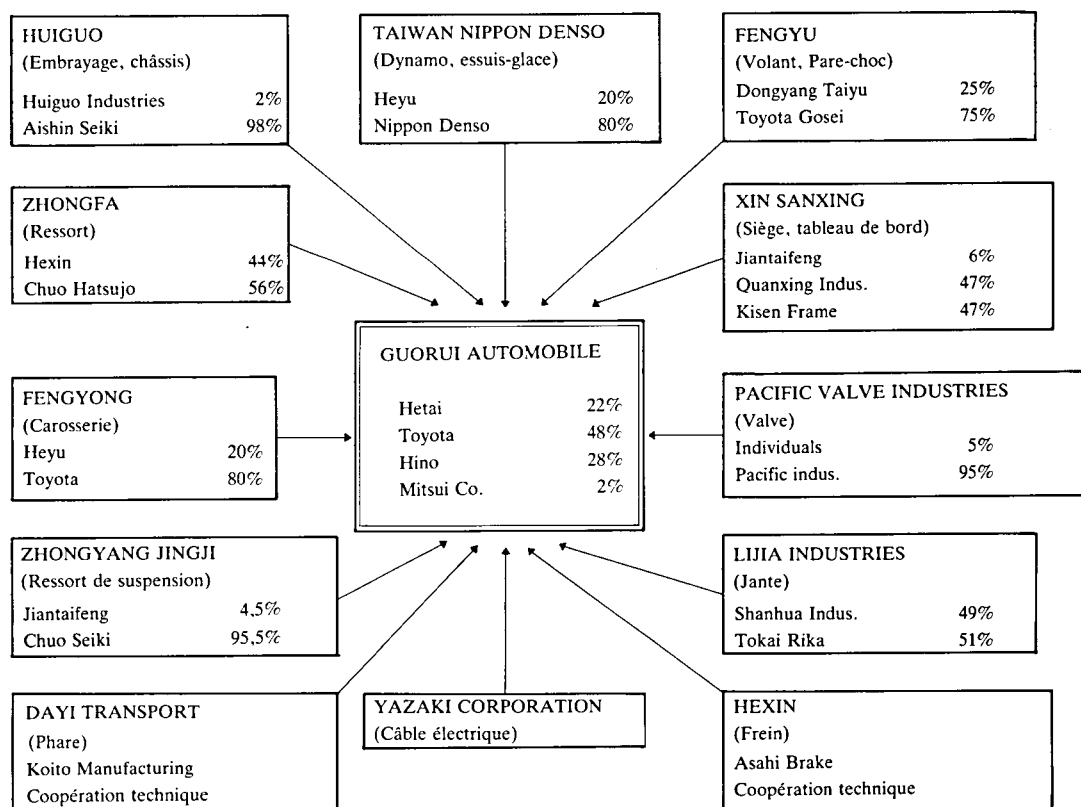 HUIGUO
(Embrayage, châssis)
Huiguo Industries 2%
Aishin Seiki 98%
TAIWAN NIPPON DENSO
(Dynamo, essuis-glace)
Heyu 20%
Nippon Denso 80%
FENGYU
(Volant, Pare-choc)
Dongyang Taiyu 25%
Toyota Gosei 75%
ZHONGFA
(Ressort)
Hexin 44%
Chuo Hatsujo 56%
XIN SANXING
(Siège, tableau de bord)
Jiantaifeng 6%
Quanxing Indus. 47%
Kisen Frame 47%
GUORUI AUTOMOBILE
Hetai 22%
Toyota 48%
Hino 28%
Mitsui Co. 2%
FENGYONG
(Carosserie)
Heyu 20%
Toyota 80%
PACIFIC VALVE INDUSTRIES
(Valve)
Individuals 5%
Pacific indus. 95%
ZHONGYANG JINGJI
(Ressort de suspension)
Jiantaifeng 4,5%
Chuo Seiki 95,5%
LIJIA INDUSTRIES
(Jante)
Shanhua Indus. 49%
Tokai Rika 51%
DAYI TRANSPORT
(Phare)
Koito Manufacturing
Coopération technique
YAZAKI CORPORATION
(Câble électrique)
HEXIN
(Frein)
Asahi Brake
Coopération technique